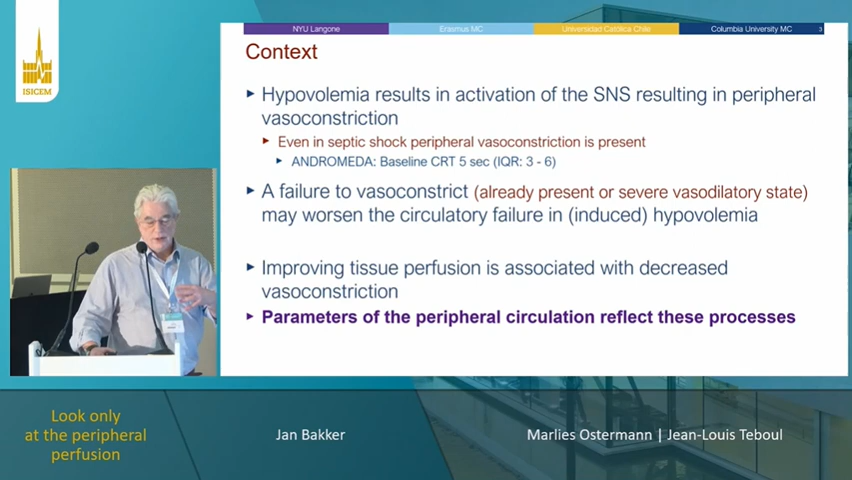 ISICEM
NYU Langone
Erasmus MC
Universidad Católica Chile
Columbia University MC
3
Context
Hypovolemia results in activation of the SNS resulting in peripheral
vasoconstriction
Even in septic shock peripheral vasoconstriction is present
ANDROMEDA: Baseline CRT 5 sec (IQR: 3 - 6)
A failure to vasoconstrict (already present or severe vasodilatory state)
may worsen the circulatory failure in (induced) hypovolemia
Improving tissue perfusion is associated with decreased
vasoconstriction
Parameters of the peripheral circulation reflect these processes
Look only
at the peripheral
perfusion
Jan Bakker
Marlies Ostermann | Jean-Louis Teboul